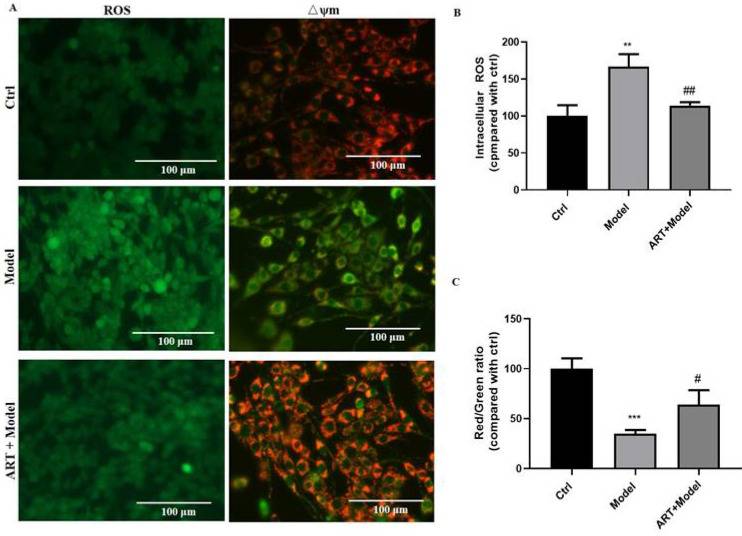 A
ROS
△ψm
Ctrl
100 μm
100 μm
Model
100 μm
100 μm
ART + Model
100 μm
100 μm
B
Intracellular ROS
(cpmpared with ctrl)
200
150
100
50
0
**
##
Ctrl
Model
ART+Model
C
Red/Green ratio
(compared with ctrl)
150
100
50
0
***
#
Ctrl
Model
ART+Model